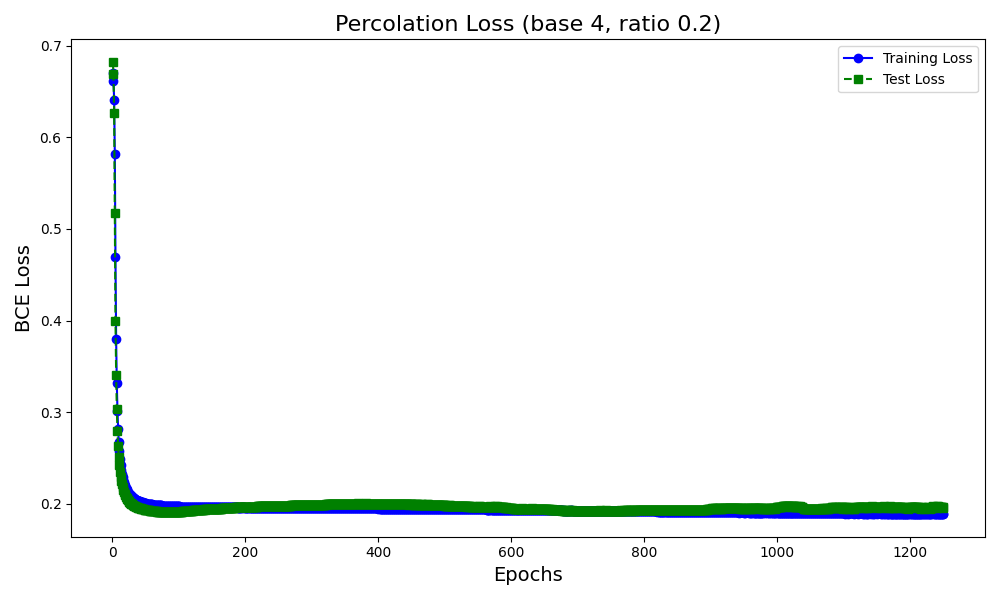 Percolation Loss (base 4, ratio 0.2)
Training Loss
Test Loss
BCE Loss
0.7
0.6
0.5
0.4
0.3
0.2
0 200 400 600 800 1000 1200
Epochs